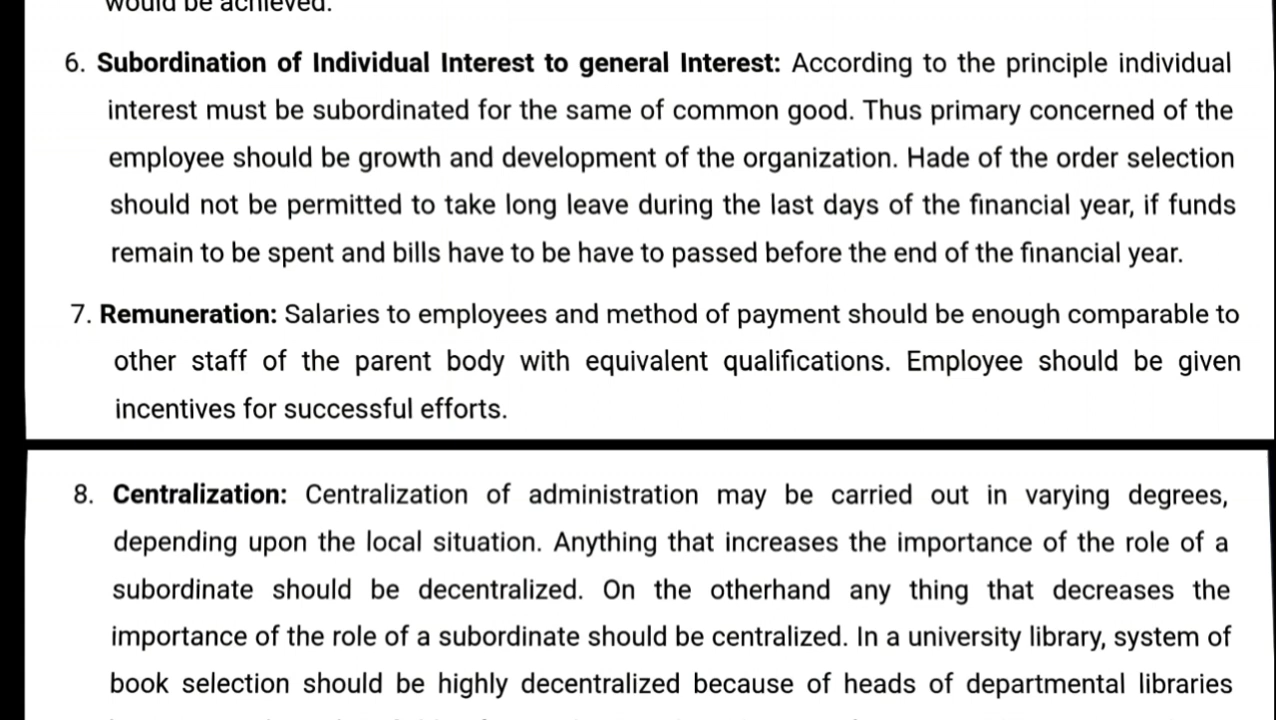 would be achieved.
6. Subordination of Individual Interest to general Interest: According to the principle individual
interest must be subordinated for the same of common good. Thus primary concerned of the
employee should be growth and development of the organization. Hade of the order selection
should not be permitted to take long leave during the last days of the financial year, if funds
remain to be spent and bills have to be have to passed before the end of the financial year.
7. Remuneration: Salaries to employees and method of payment should be enough comparable to
other staff of the parent body with equivalent qualifications. Employee should be given
incentives for successful efforts.
8. Centralization: Centralization of administration may be carried out in varying degrees,
depending upon the local situation. Anything that increases the importance of the role of a
subordinate should be decentralized. On the otherhand any thing that decreases the
importance of the role of a subordinate should be centralized. In a university library, system of
book selection should be highly decentralized because of heads of departmental libraries